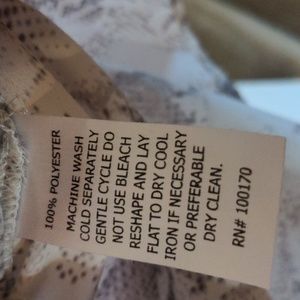 100% POLYESTER
MACHINE WASH
COLD SEPARATELY
GENTLE CYCLE DO
NOT USE BLEACH
RESHAPE AND LAY
FLAT TO DRY COOL
IRON IF NECESSARY
OR PREFERABLE
DRY CLEAN.
RN# 100170